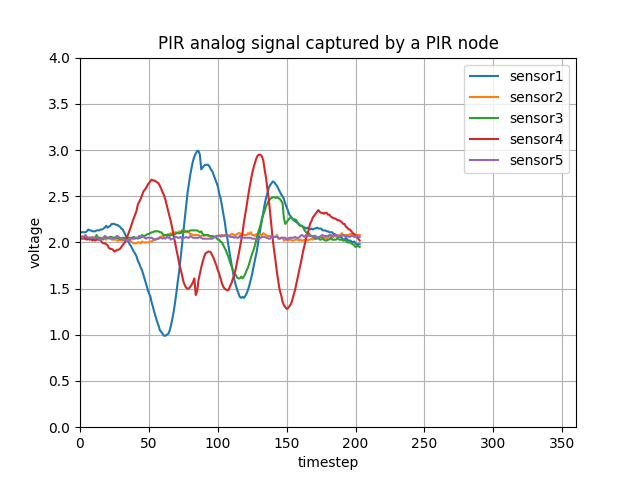 PIR analog signal captured by a PIR node
4.0
3.5
3.0
2.5
2.0
1.5
1.0
0.5
0.0
voltage
sensor1
sensor2
sensor3
sensor4
sensor5
0 50 100 150 200 250 300 350
timestep